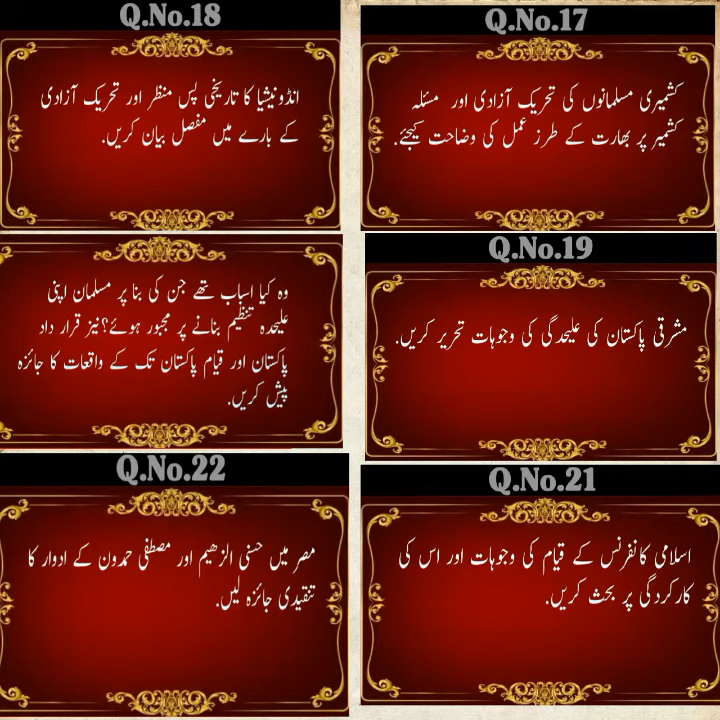 Q.No.17
کشمیری مسلمانوں کی تحریک آزادی اور مسئلہ
کشمیر پر بھارت کے طرز عمل کی وضاحت کیجئے.
Q.No.18
انڈونیشیا کا تاریخی پس منظر اور تحریک آزادی
کے بارے میں مفصل بیان کریں.
Q.No.19
مشرقی پاکستان کی علیحدگی کی وجوہات تحریر کریں.
وہ کیا اسباب تھے جن کی بنا پر مسلمان اپنی
علیحدہ تنظیم بنانے پر مجبور ہوئے؟نیز قرار داد
پاکستان اور قیام پاکستان تک کے واقعات کا جائزہ
پیش کریں.
Q.No.21
اسلامی کانفرنس کے قیام کی وجوہات اور اس کی
کارکردگی پر بحث کریں.
Q.No.22
مصر میں حسنی الزھیم اور مصطفٰی حمدون کے ادوار کا
تنقیدی جائزہ لیں.